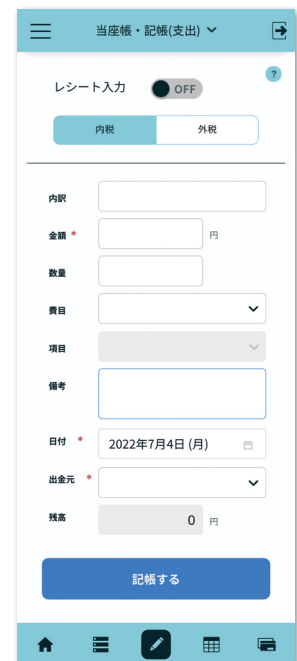 当座帳・記帳(支出)
?
レシート入力 OFF
内税 外税
内訳
金額 * 円
数量
費目
項目
備考
日付 * 2022年7月4日 (月)
出金元 *
残高 0 円
記帳する